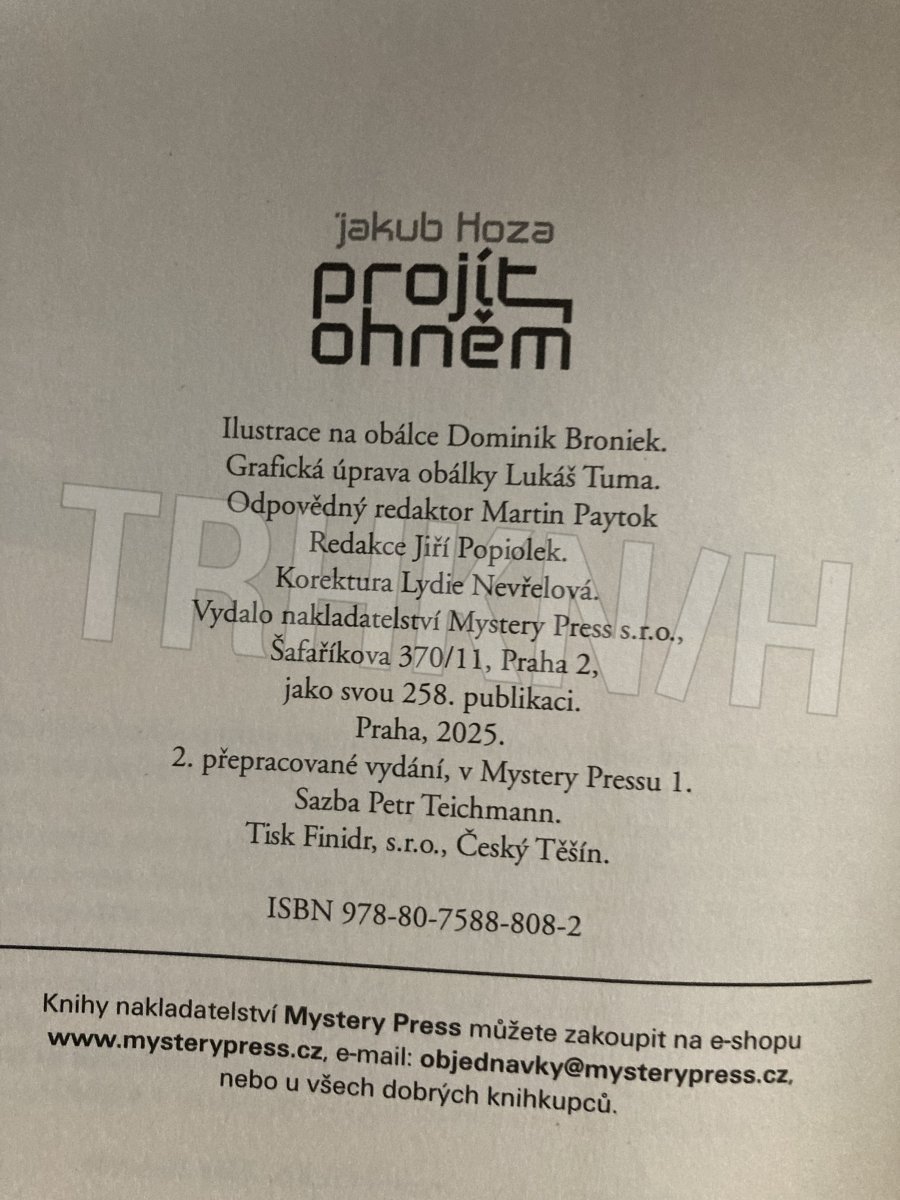 jakub Hoza
projít
ohněm
Ilustrace na obálce Dominik Broniek.
Grafická úprava obálky Lukáš Tuma.
Odpovědný redaktor Martin Paytok
Redakce Jiří Popiolek.
Korektura Lydie Nevřelová.
Vydalo nakladatelství Mystery Press s.r.o.,
Šafaříkova 370/11, Praha 2,
jako svou 258. publikaci.
Praha, 2025.
2. přepracované vydání, v Mystery Pressu 1.
Sazba Petr Teichmann.
Tisk Finidr, s.r.o., Český Těšín.
ISBN 978-80-7588-808-2
Knihy nakladatelství Mystery Press můžete zakoupit na e-shopu
www.mysterypress.cz, e-mail: objednavky@mysterypress.cz,
nebo u všech dobrých knihkupců.